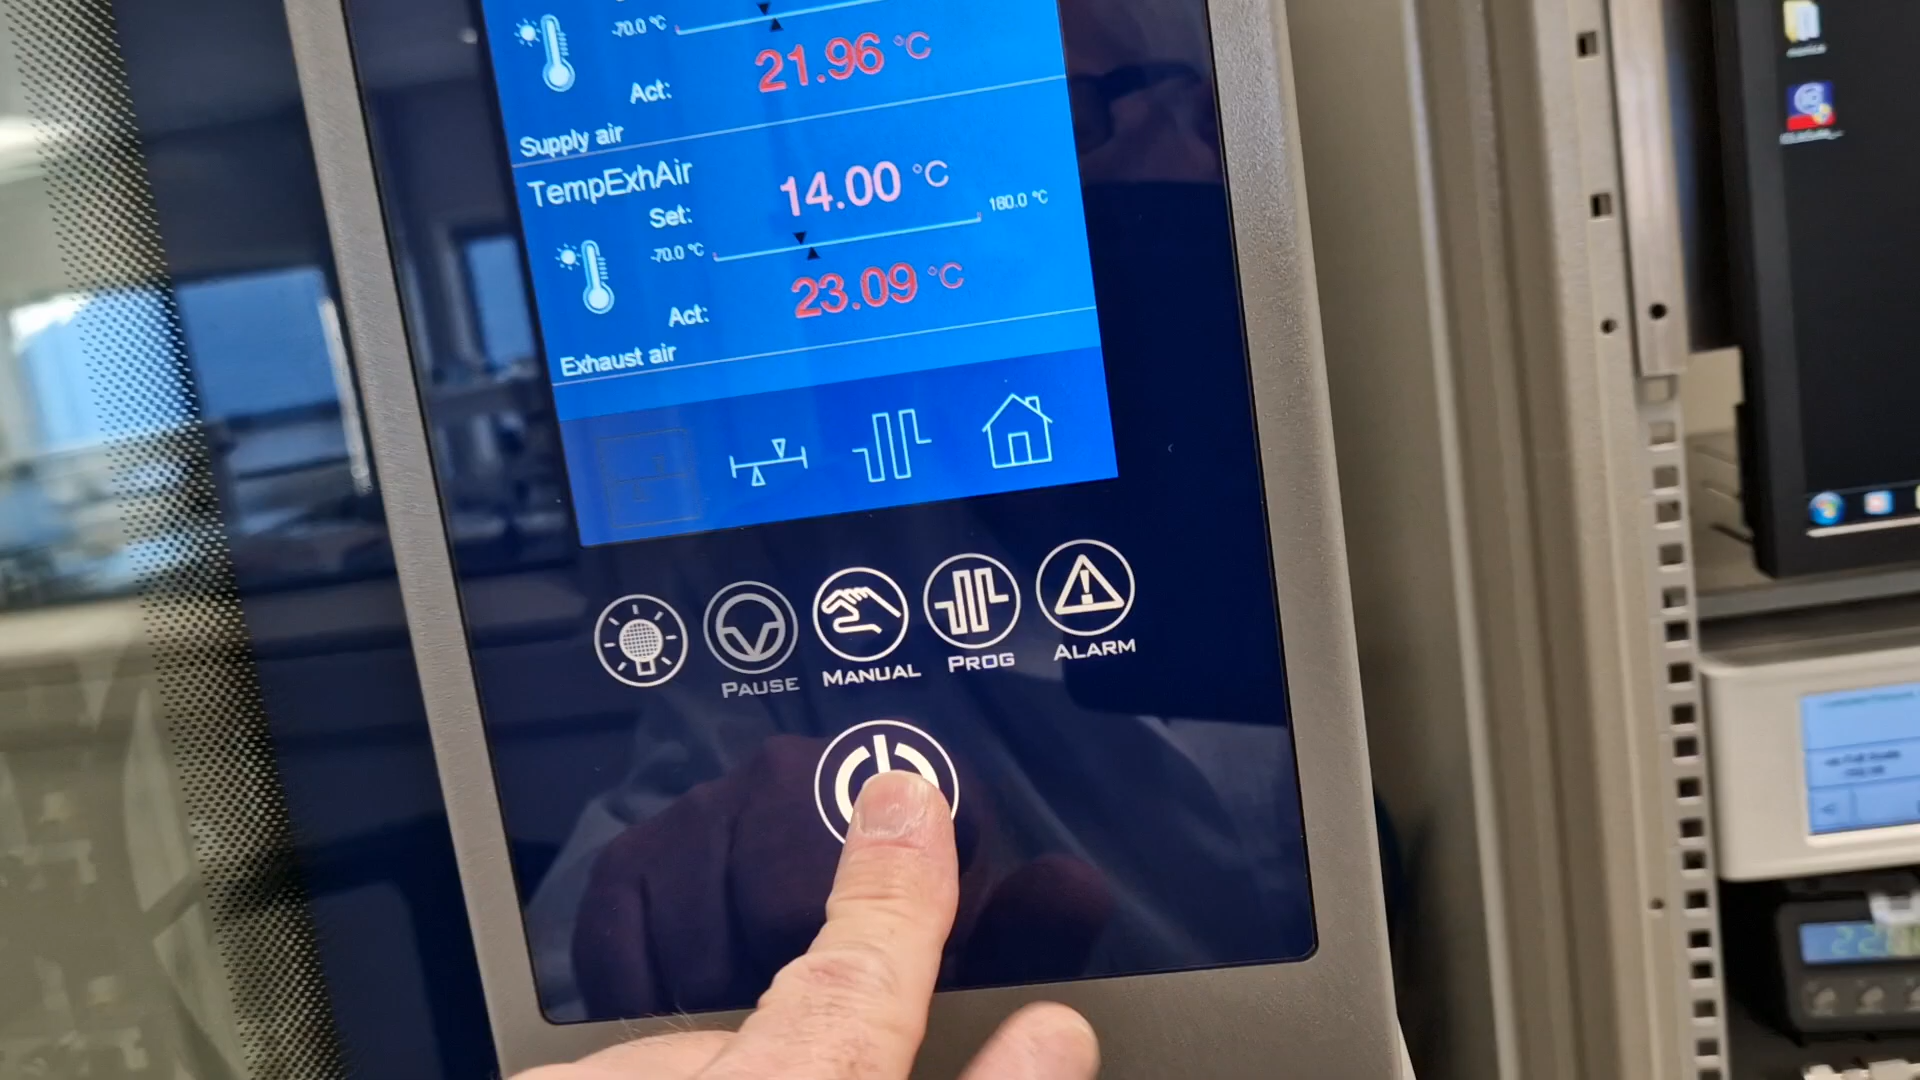 -70.0 °C
21.96 °C
Act:
Supply air
TempExhAir
14.00 °C
Set:
-70.0 °C
180.0 °C
23.09 °C
Act:
Exhaust air
PAUSE
MANUAL
PROG
ALARM